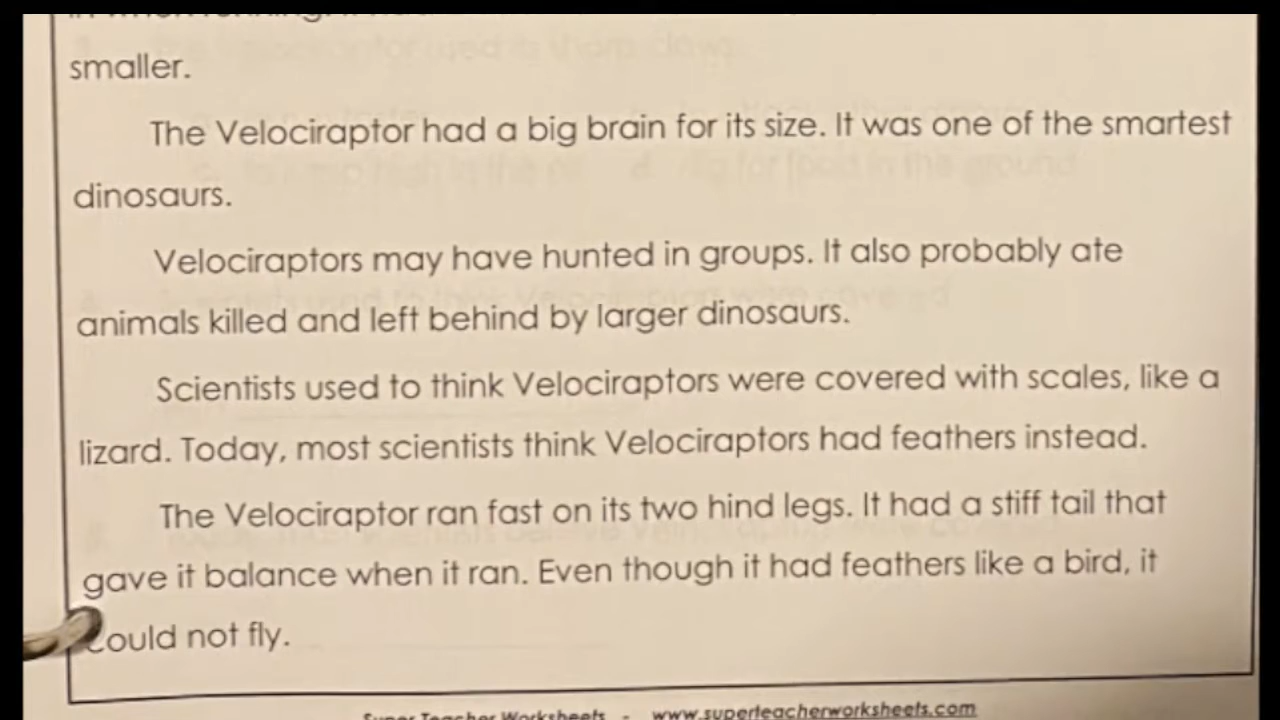 smaller.
The Velociraptor had a big brain for its size. It was one of the smartest
dinosaurs.
Velociraptors may have hunted in groups. It also probably ate
animals killed and left behind by larger dinosaurs.
Scientists used to think Velociraptors were covered with scales, like a
lizard. Today, most scientists think Velociraptors had feathers instead.
The Velociraptor ran fast on its two hind legs. It had a stiff tail that
gave it balance when it ran. Even though it had feathers like a bird, it
could not fly.
Super Teacher Worksheets - www.superteacherworksheets.com